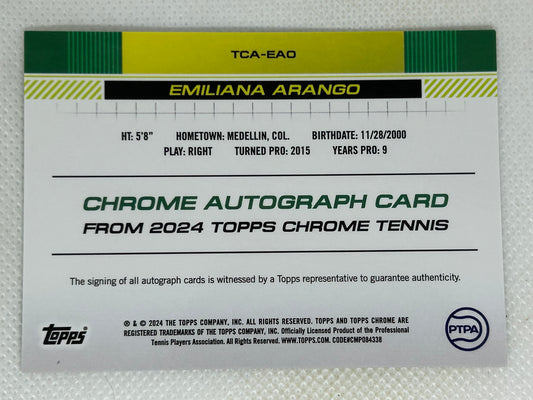 TCA-EAO
EMILIANA ARANGO
HT: 5'8" HOMETOWN: MEDELLIN, COL. BIRTHDATE: 11/28/2000
PLAY: RIGHT TURNED PRO: 2015 YEARS PRO: 9
CHROME AUTOGRAPH CARD
FROM 2024 TOPPS CHROME TENNIS
The signing of all autograph cards is witnessed by a Topps representative to guarantee authenticity.
topps
® & © 2024 THE TOPPS COMPANY, INC. ALL RIGHTS RESERVED. TOPPS AND TOPPS CHROME ARE
REGISTERED TRADEMARKS OF THE TOPPS COMPANY, INC. Officially Licensed Product of the Professional
Tennis Players Association. All Rights Reserved. WWW.TOPPS.COM. CODE#CMP084338
PTPA